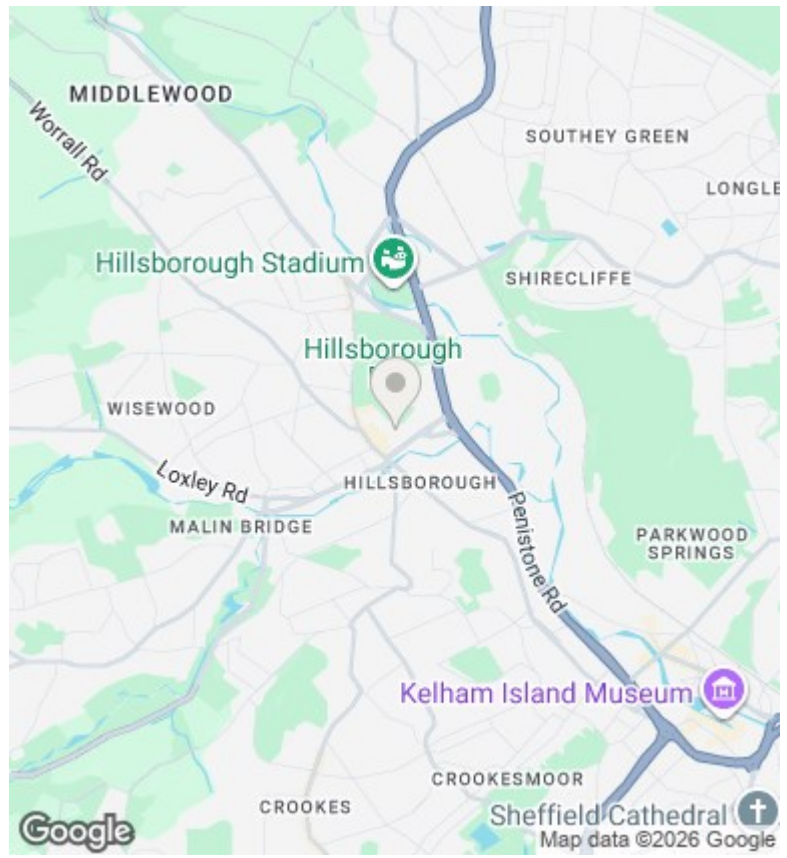 MIDDLEWOOD
Worrall Rd
SOUTHEY GREEN
LONGLE
Hillsborough Stadium
SHIRECLIFFE
Hillsborough
WISEWOOD
Loxley Rd
HILLSBOROUGH
MALIN BRIDGE
Penistone Rd
PARKWOOD
SPRINGS
Kelham Island Museum
CROOKESMOOR
CROOKES
Sheffield Cathedral
Google
Map data ©2026 Google